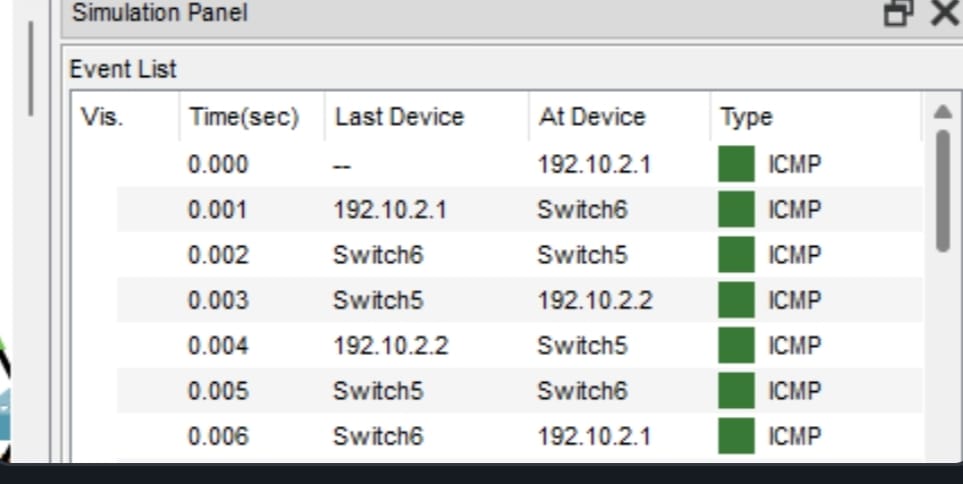 Simulation Panel
Event List
Vis. Time(sec) Last Device At Device Type
0.000 -- 192.10.2.1 ICMP
0.001 192.10.2.1 Switch6 ICMP
0.002 Switch6 Switch5 ICMP
0.003 Switch5 192.10.2.2 ICMP
0.004 192.10.2.2 Switch5 ICMP
0.005 Switch5 Switch6 ICMP
0.006 Switch6 192.10.2.1 ICMP